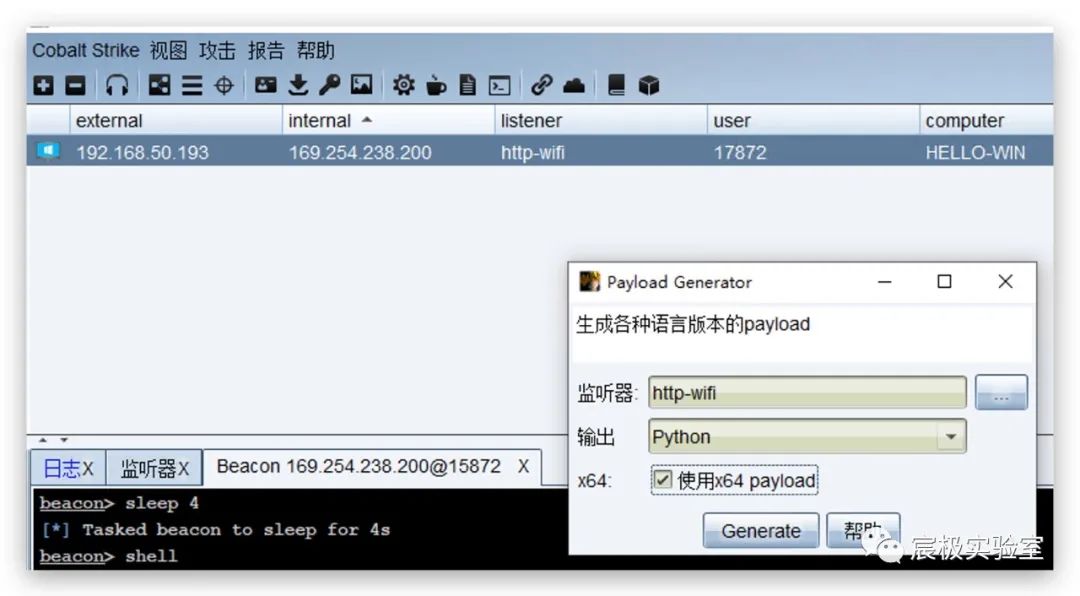 Cobalt Strike 视图 攻击 报告 帮助
external internal listener user computer
192.168.50.193 169.254.238.200 http-wifi 17872 HELLO-WIN
Payload Generator
生成各种语言版本的payload
监听器: http-wifi ...
输出 Python
x64: 使用x64 payload
Generate 帮助
日志X 监听器X Beacon 169.254.238.200@15872 X
beacon> sleep 4
[*] Tasked beacon to sleep for 4s
beacon> shell
宸极实验室